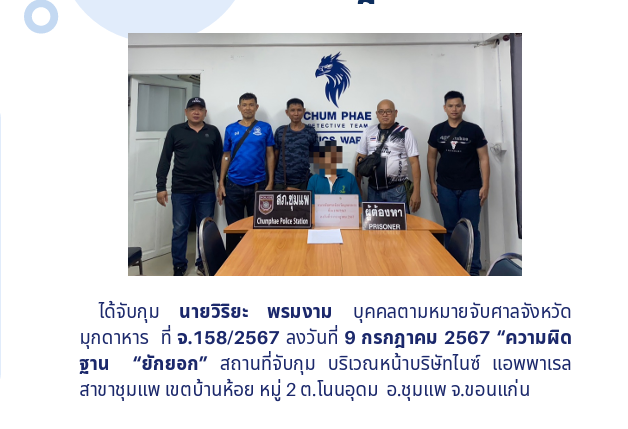 CHUM PHAE
DETECTIVE TEAM
สภ.ชุมแพ
Chumphae Police Station
ผู้ต้องหา
PRISONER
ได้จับกุม นายวิริยะ พรมงาม บุคคลตามหมายจับศาลจังหวัด
มุกดาหาร ที่ จ.158/2567 ลงวันที่ 9 กรกฎาคม 2567 “ความผิด
ฐาน “ยักยอก” สถานที่จับกุม บริเวณหน้าบริษัทไนซ์ แอพพาเรล
สาขาชุมแพ เขตบ้านห้อย หมู่ 2 ต.โนนอุดม อ.ชุมแพ จ.ขอนแก่น